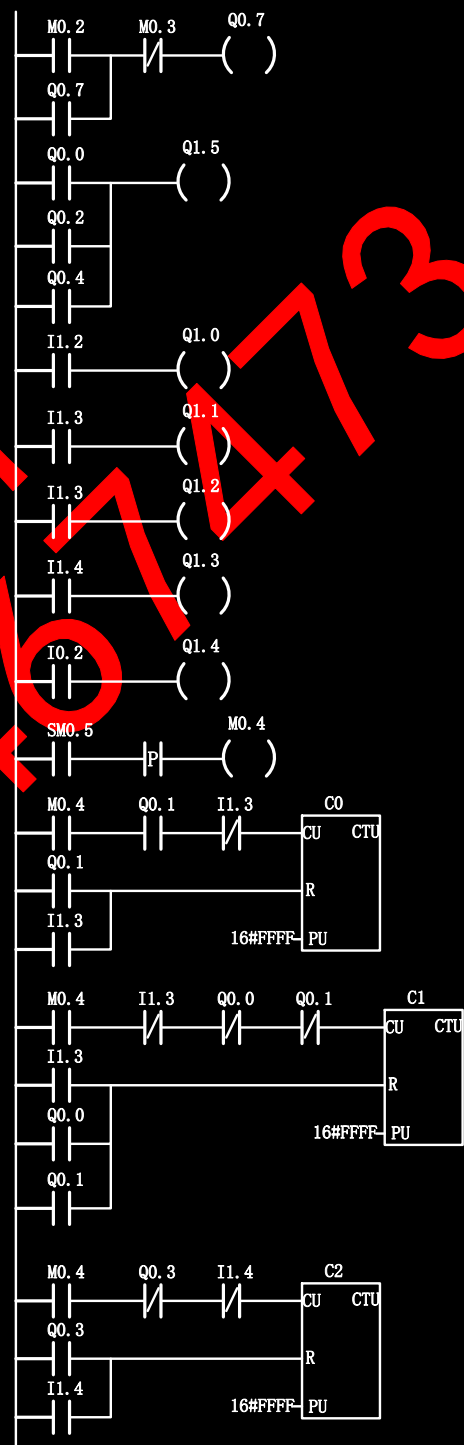 M0.2 M0.3 Q0.7
Q0.7
Q0.0 Q1.5
Q0.2
Q0.4
I1.2 Q1.0
I1.3 Q1.1
I1.3 Q1.2
I1.4 Q1.3
I0.2 Q1.4
SM0.5 P M0.4
M0.4 Q0.1 I1.3 C0
CU CTU
Q0.1
R
I1.3
16#FFFF PU
M0.4 I1.3 Q0.0 Q0.1 C1
CU CTU
I1.3
R
Q0.0
16#FFFF PU
Q0.1
M0.4 Q0.3 I1.4 C2
CU CTU
Q0.3
R
I1.4
16#FFFF PU
67473